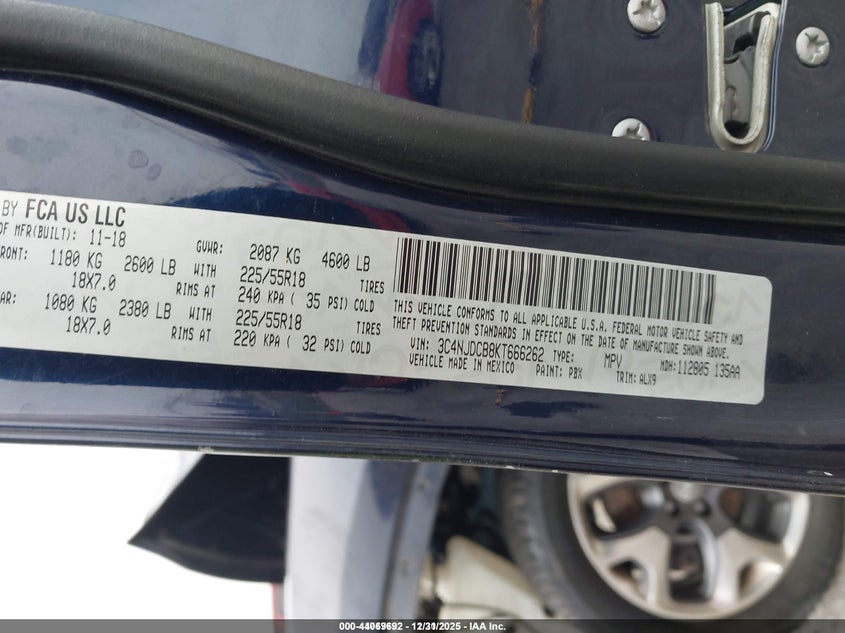 BY FCA US LLC
OF MFR(BUILT): 11-18 GVWR: 2087 KG 4600 LB
FRONT: 1180 KG 2600 LB WITH 225/55R18 TIRES
18X7.0 RIMS AT 240 KPA ( 35 PSI) COLD
AR: 1080 KG 2380 LB WITH 225/55R18 TIRES
18X7.0 RIMS AT 220 KPA ( 32 PSI) COLD
THIS VEHICLE CONFORMS TO ALL APPLICABLE U.S.A. FEDERAL MOTOR VEHICLE SAFETY AND
THEFT PREVENTION STANDARDS IN EFFECT ON THE DATE OF MANUFACTURE SHOWN ABOVE.
VIN: 3C4NJDCB8KT666262 TYPE: MPV MDH:112805 135AA
VEHICLE MADE IN MEXICO PAINT: PBX TRIM: ALX9
000-44069692 - 12/31/2025 - IAA Inc.